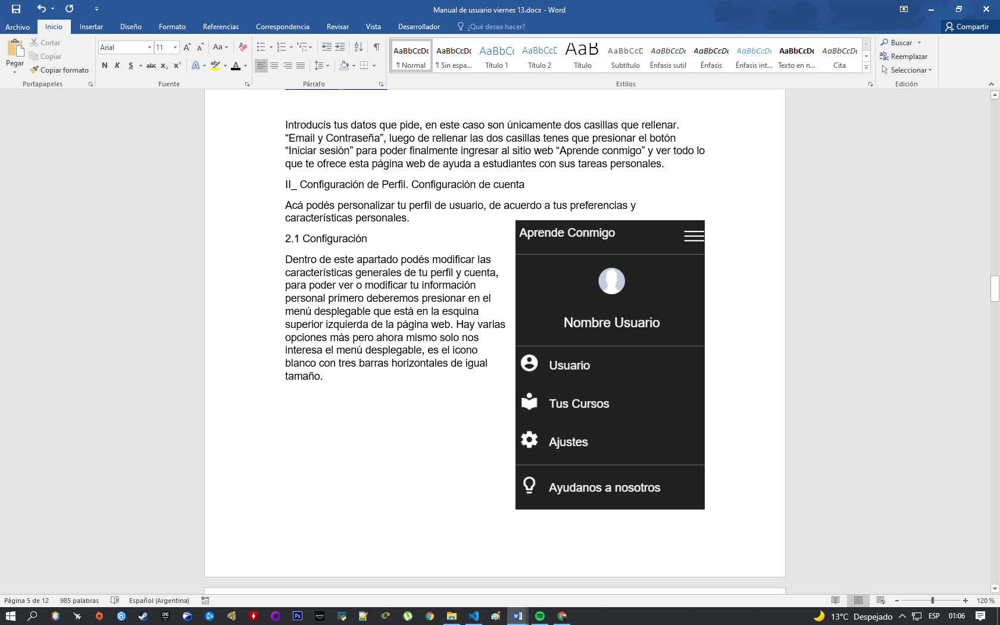 Manual de usuario viernes 13.docx - Word
Archivo Inicio Insertar Diseño Formato Referencias Correspondencia Revisar Vista Desarrollador ¿Qué desea hacer? Compartir
Pegar
Cortar
Copiar
Copiar formato
Portapapeles
Arial 11
N K S abc x₂ x²
Fuente
Párrafo
AaBbCcDc AaBbCcDc AaBbCc AaBbCcD AaB AaBbCcD AaBbCcDc AaBbCcDc AaBbCcDc AaBbCcDc AaBbCcDc
¶ Normal ¶ Sin espa... Título 1 Título 2 Título Subtítulo Énfasis sutil Énfasis Énfasis int... Texto en n... Cita
Estilos
Buscar
Reemplazar
Seleccionar
Edición
Introducís tus datos que pide, en este caso son únicamente dos casillas que rellenar.
“Email y Contraseña”, luego de rellenar las dos casillas tenes que presionar el botón
“Iniciar sesión” para poder finalmente ingresar al sitio web “Aprende conmigo” y ver todo lo
que te ofrece esta página web de ayuda a estudiantes con sus tareas personales.
II_ Configuración de Perfil. Configuración de cuenta
Acá podés personalizar tu perfil de usuario, de acuerdo a tus preferencias y
características personales.
2.1 Configuración
Dentro de este apartado podés modificar las
características generales de tu perfil y cuenta,
para poder ver o modificar tu información
personal primero deberemos presionar en el
menú desplegable que está en la esquina
superior izquierda de la página web. Hay varias
opciones más pero ahora mismo solo nos
interesa el menú desplegable, es el icono
blanco con tres barras horizontales de igual
tamaño.
Aprende Conmigo
Nombre Usuario
Usuario
Tus Cursos
Ajustes
Ayudanos a nosotros
Página 5 de 12 985 palabras Español (Argentina) 120 %
13°C Despejado ESP 01:06